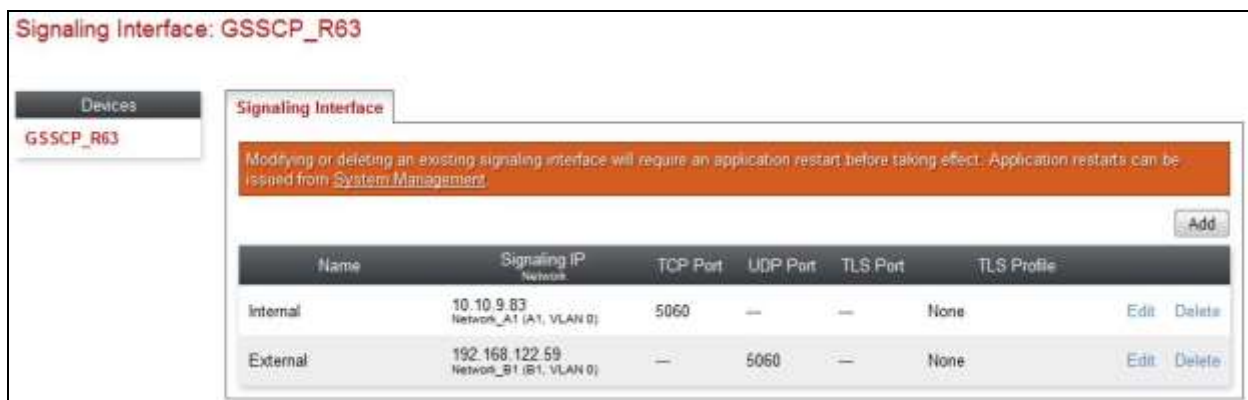 Signaling Interface: GSSCP_R63
Devices
GSSCP_R63
Signaling Interface
Modifying or deleting an existing signaling interface will require an application restart before taking effect. Application restarts can be
issued from System Management.
Add
Name Signaling IP Network TCP Port UDP Port TLS Port TLS Profile
Internal 10.10.9.83 Network_A1 (A1, VLAN 0) 5060 --- --- None Edit Delete
External 192.168.122.59 Network_B1 (B1, VLAN 0) --- 5060 --- None Edit Delete